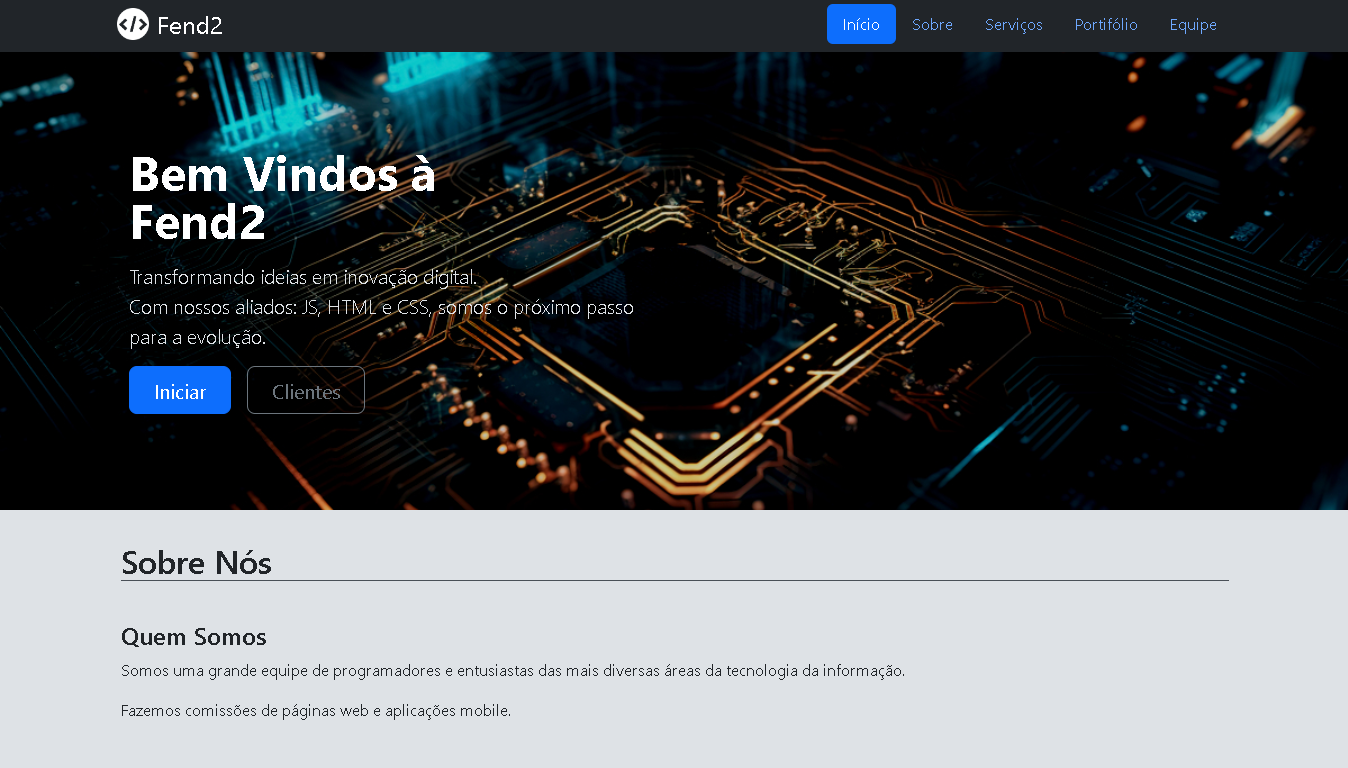 Fend2
Início Sobre Serviços Portifólio Equipe
Bem Vindos à
Fend2
Transformando ideias em inovação digital.
Com nossos aliados: JS, HTML e CSS, somos o próximo passo
para a evolução.
Iniciar Clientes
Sobre Nós
Quem Somos
Somos uma grande equipe de programadores e entusiastas das mais diversas áreas da tecnologia da informação.
Fazemos comissões de páginas web e aplicações mobile.